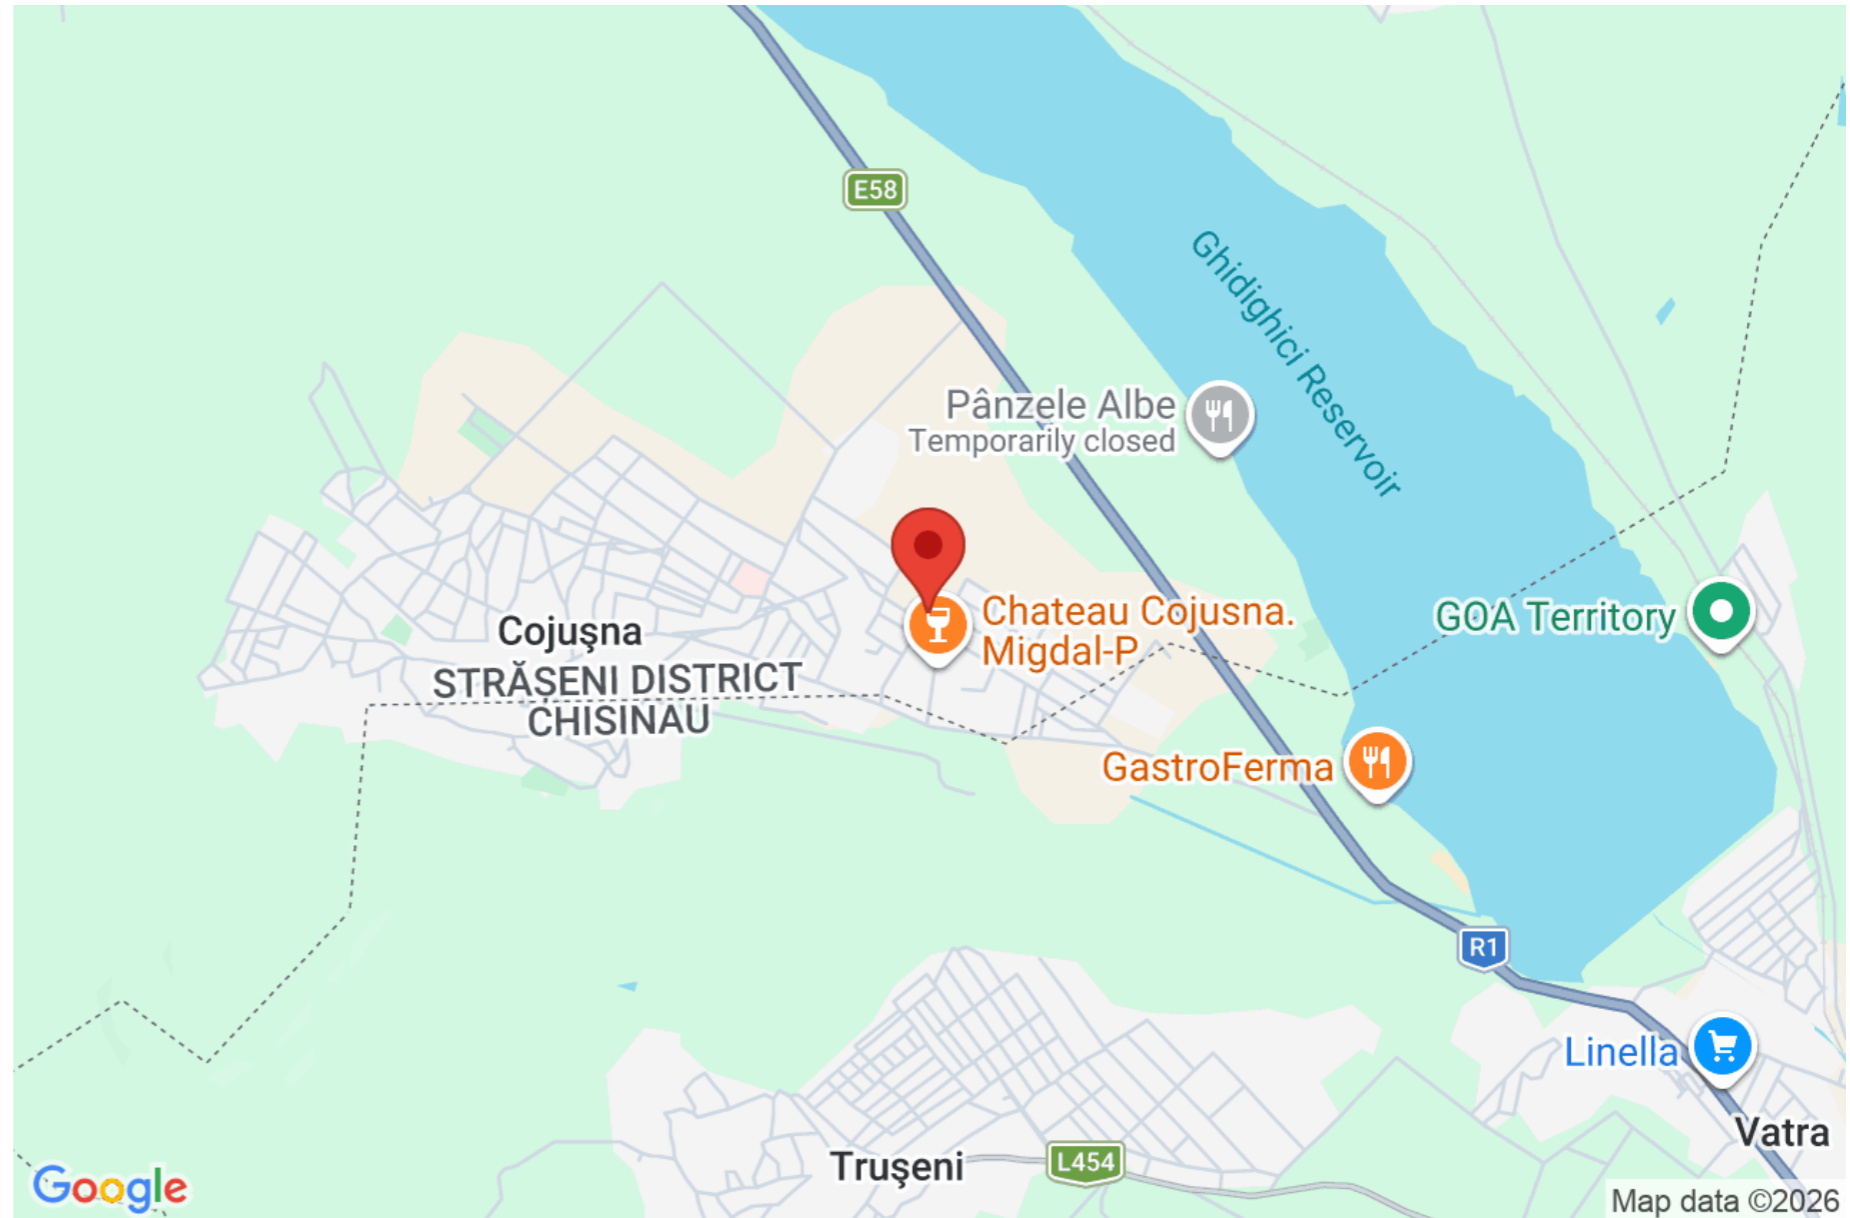 E58
Ghidighici Reservoir
Pânzele Albe
Temporarily closed
Chateau Cojusna.
Migdal-P
GOA Territory
Cojuşna
STRĂȘENI DISTRICT
CHISINAU
GastroFerma
R1
Linella
Vatra
Truşeni
L454
Google
Map data ©2026